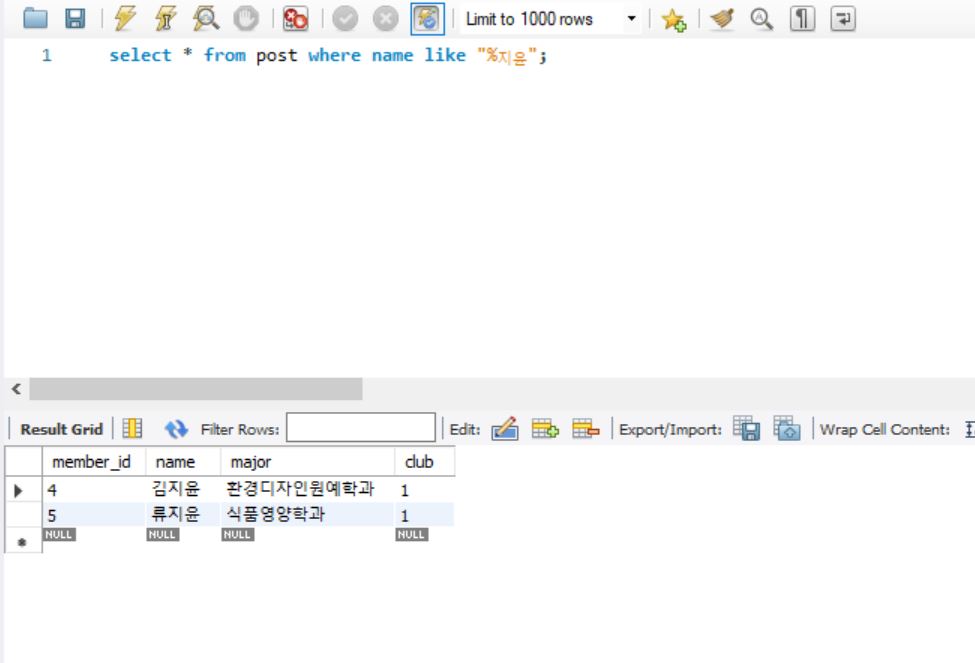 Limit to 1000 rows
1 select * from post where name like "%지윤";
Result Grid Filter Rows: Edit: Export/Import: Wrap Cell Content:
member_id name major club
4 김지윤 환경디자인원예학과 1
5 류지윤 식품영양학과 1
NULL NULL NULL NULL